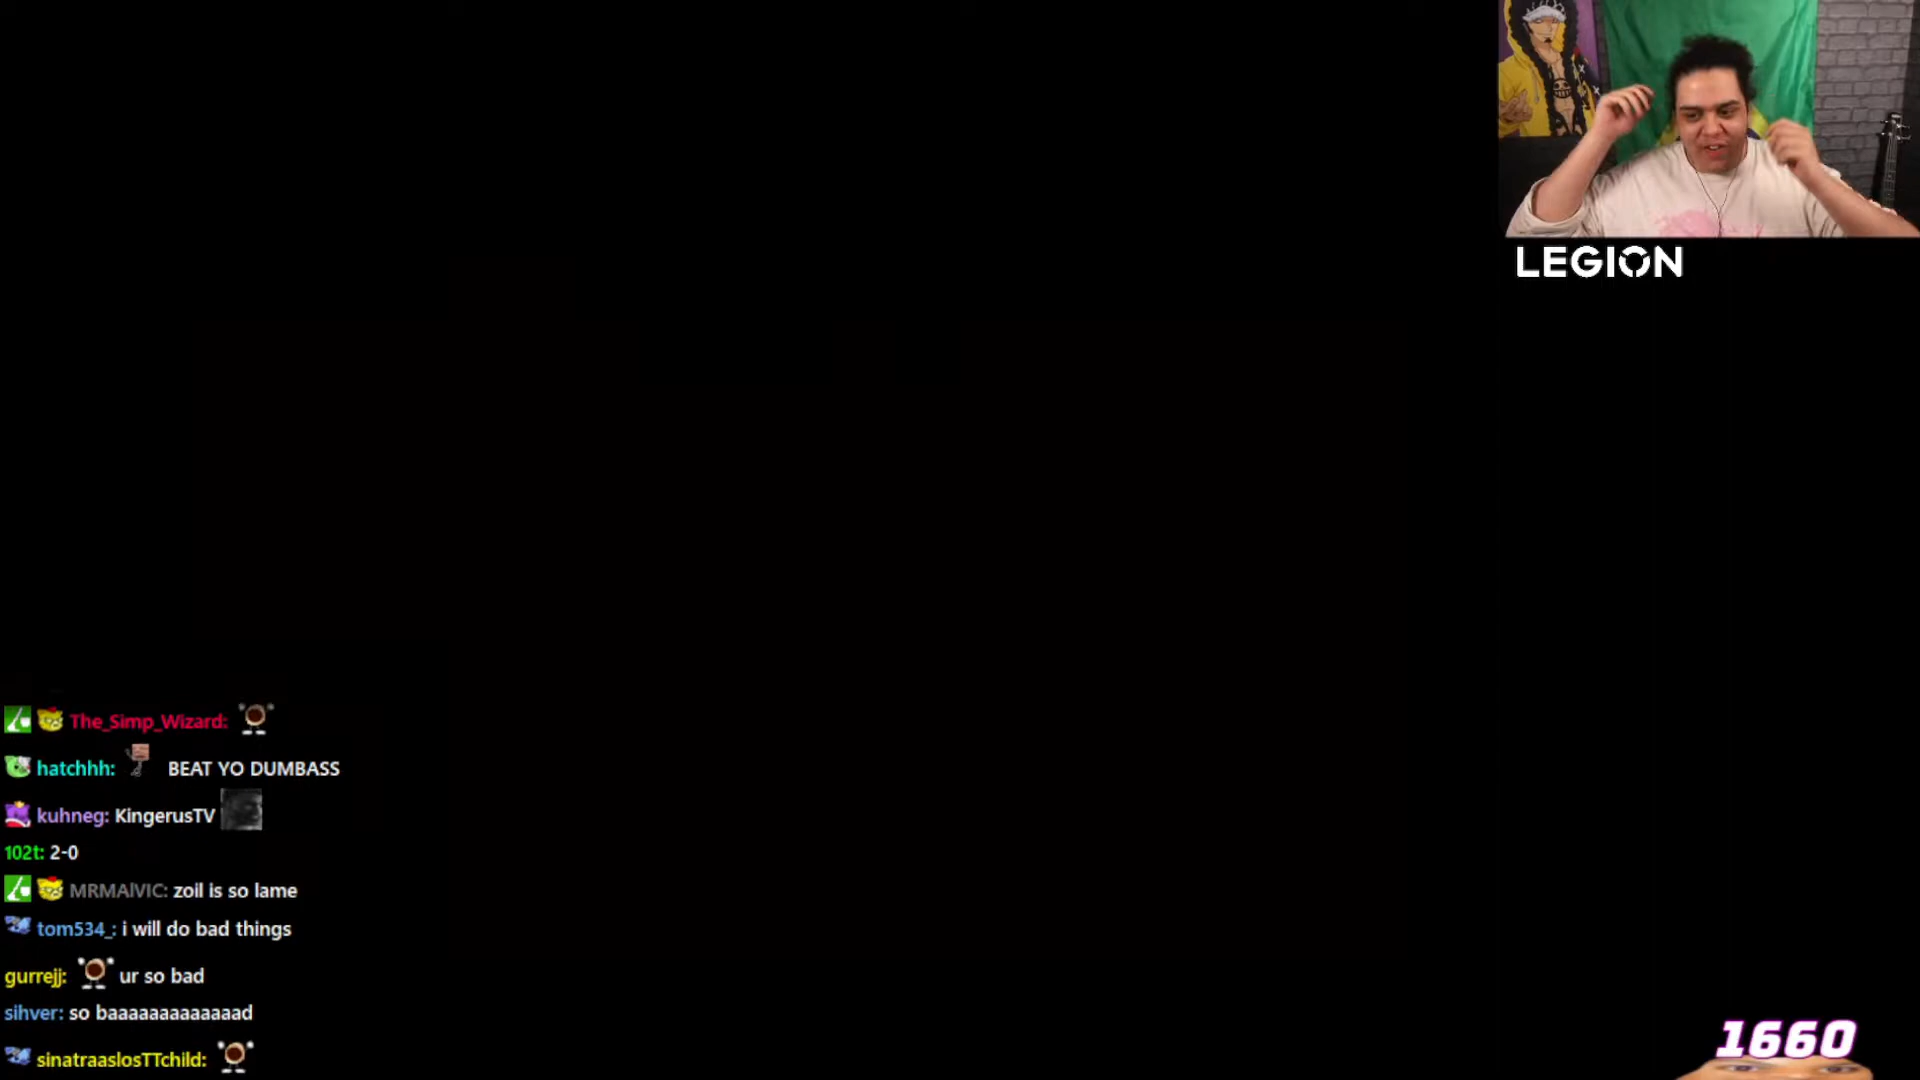 LEGION
The_Simp_Wizard:
hatchhh: BEAT YO DUMBASS
kuhneg: KingerusTV
102t: 2-0
MRMAlVIC: zoil is so lame
tom534_: i will do bad things
gurrejj: ur so bad
sihver: so baaaaaaaaaaaaad
sinatraaslosTTchild:
1660